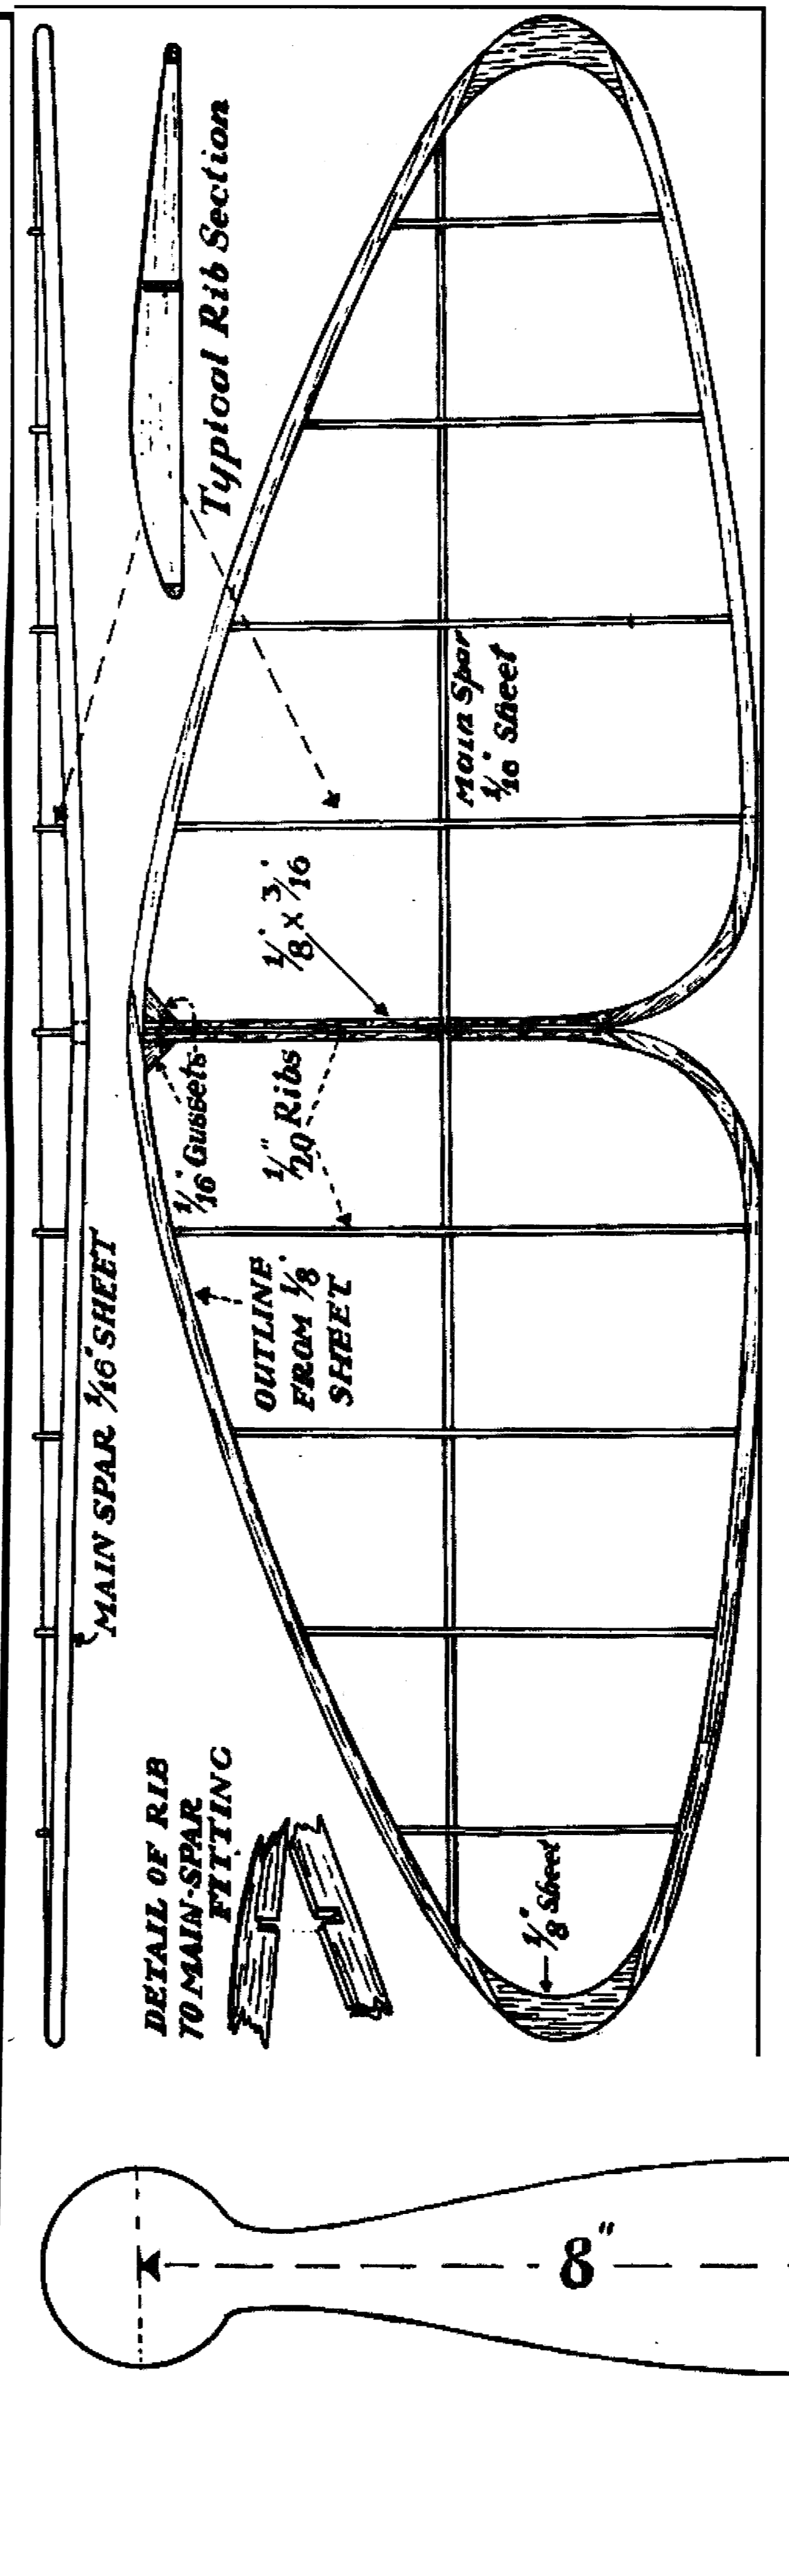 Typical Rib Section
Main Spar
1/16" Sheet
1/8" x 3/16"
1/16" Gussets
1/20" Ribs
OUTLINE
FROM 1/8"
SHEET
MAIN SPAR 1/16" SHEET
DETAIL OF RIB
TO MAIN-SPAR
FITTING
1/8" Sheet
8"